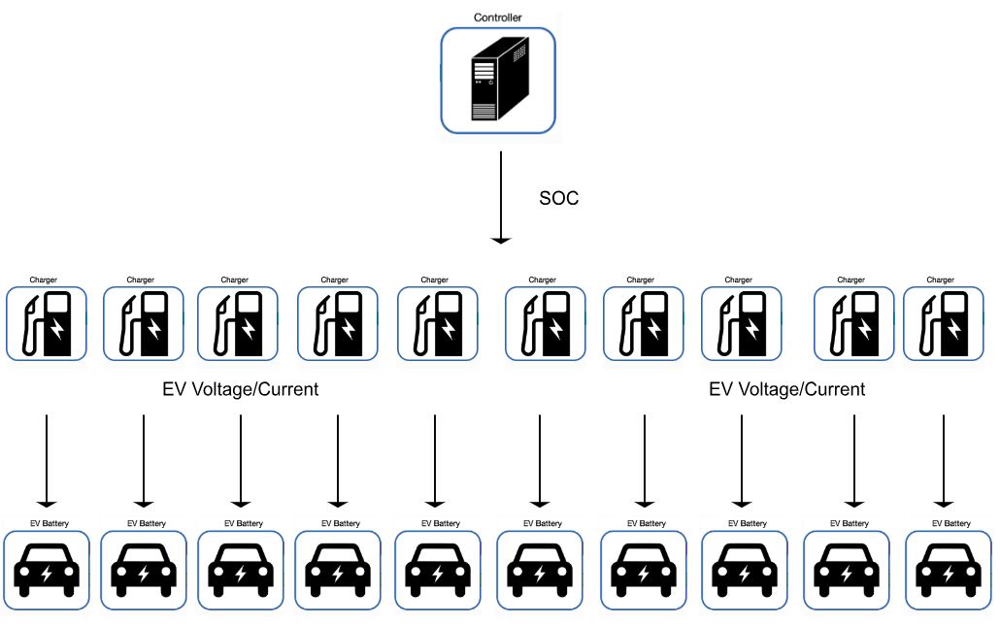 Controller
SOC
Charger Charger Charger Charger Charger Charger Charger Charger Charger Charger
EV Voltage/Current EV Voltage/Current
EV Battery EV Battery EV Battery EV Battery EV Battery EV Battery EV Battery EV Battery EV Battery EV Battery